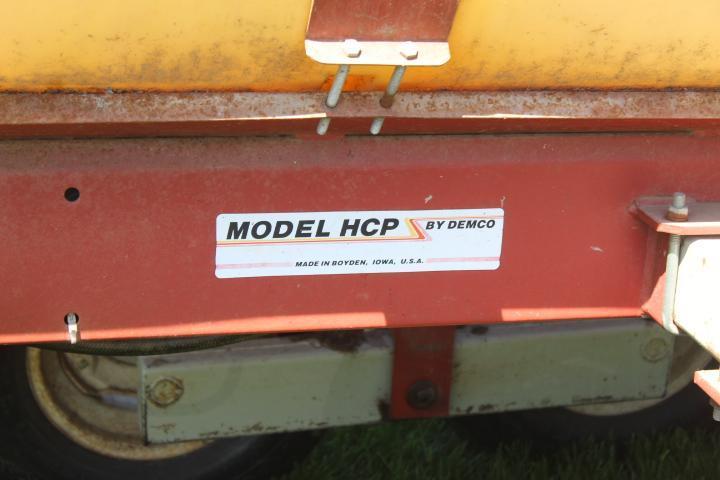 MODEL HCP BY DEMCO
MADE IN BOYDEN, IOWA, U.S.A.